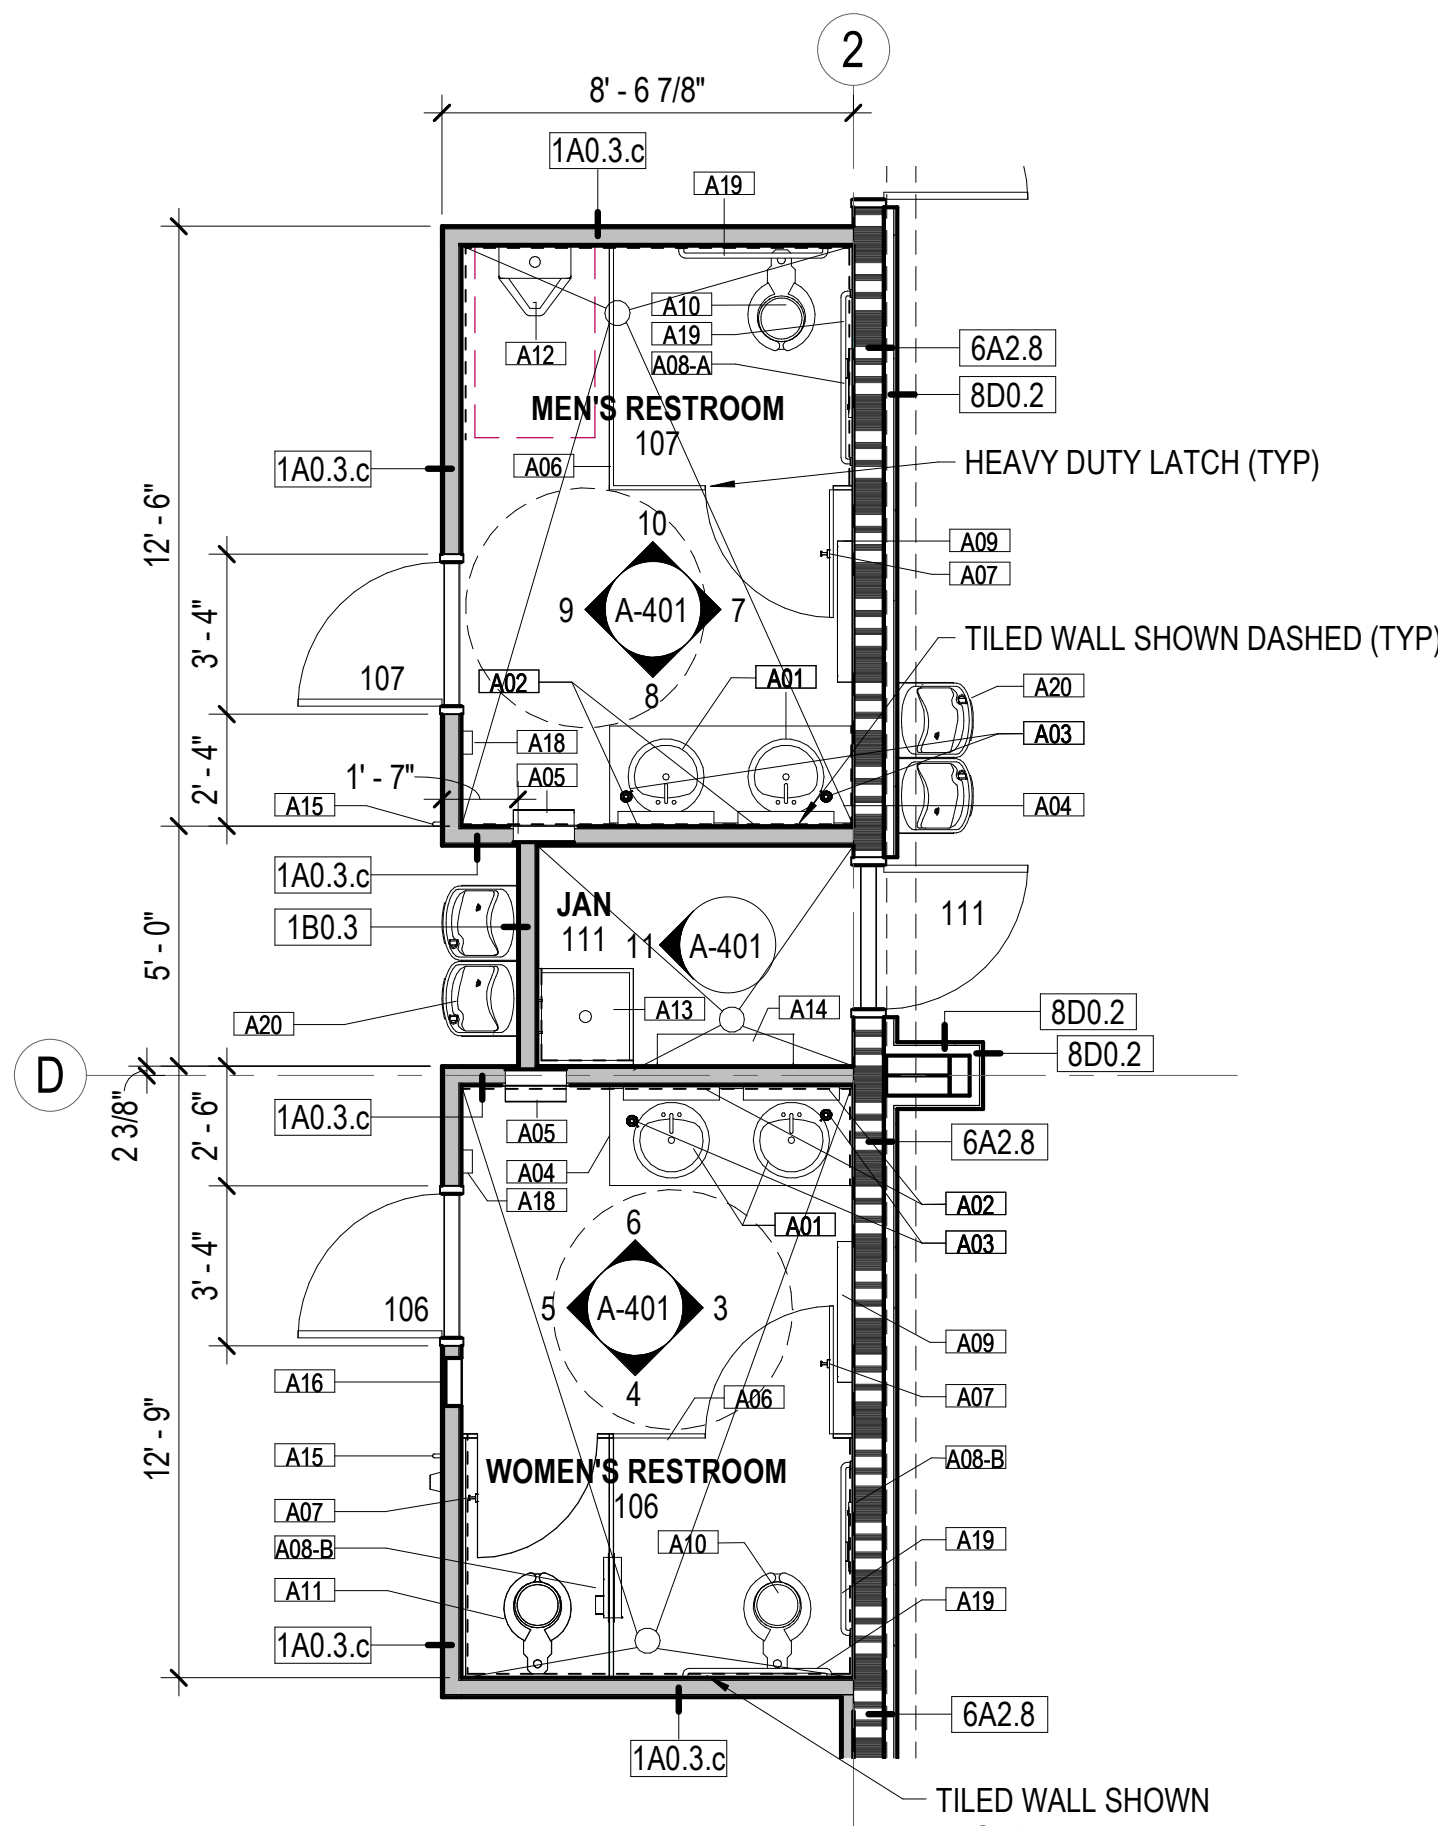 2
8' - 6 7/8"
1A0.3.c
A19
A10
A19
A08-A
A12
6A2.8
8D0.2
MEN'S RESTROOM
107
1A0.3.c
A06
HEAVY DUTY LATCH (TYP)
12' - 6"
10
A09
A07
9
A-401
7
3' - 4"
TILED WALL SHOWN DASHED (TYP)
107
A02
A01
8
A20
A03
A18
2' - 4"
1' - 7"
A05
A15
A04
1A0.3.c
JAN
111
111
1B0.3
11
A-401
5' - 0"
A13
A14
8D0.2
A20
8D0.2
D
2 3/8"
2' - 6"
1A0.3.c
A05
6A2.8
A04
A18
A02
A01
A03
6
3' - 4"
106
5
A-401
3
A09
A16
4
A06
A07
12' - 9"
A15
WOMEN'S RESTROOM
106
A08-B
A07
A08-B
A10
A19
A11
A19
1A0.3.c
6A2.8
1A0.3.c
TILED WALL SHOWN